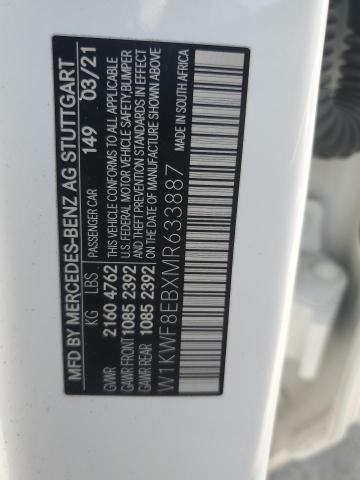 MFD BY MERCEDES-BENZ AG STUTTGART
KG LBS PASSENGER CAR 149 03/21
GVWR 2160 4762 THIS VEHICLE CONFORMS TO ALL APPLICABLE
GAWR FRONT 1085 2392 U.S. FEDERAL MOTOR VEHICLE SAFETY, BUMPER
GAWR REAR 1085 2392 AND THEFT PREVENTION STANDARDS IN EFFECT
ON THE DATE OF MANUFACTURE SHOWN ABOVE.
W1KWF8EBXMR633887 MADE IN SOUTH AFRICA